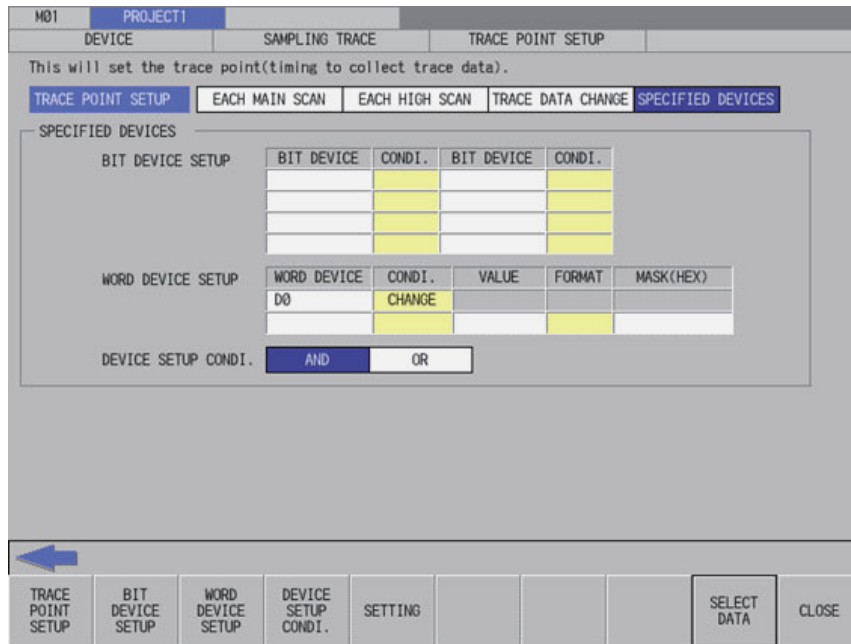 M01 PROJECT1
DEVICE SAMPLING TRACE TRACE POINT SETUP
This will set the trace point(timing to collect trace data).
TRACE POINT SETUP EACH MAIN SCAN EACH HIGH SCAN TRACE DATA CHANGE SPECIFIED DEVICES
SPECIFIED DEVICES
BIT DEVICE SETUP BIT DEVICE CONDI. BIT DEVICE CONDI.
WORD DEVICE SETUP WORD DEVICE CONDI. VALUE FORMAT MASK(HEX)
D0 CHANGE
DEVICE SETUP CONDI. AND OR
TRACE POINT SETUP
BIT DEVICE SETUP
WORD DEVICE SETUP
DEVICE SETUP CONDI.
SETTING
SELECT DATA
CLOSE